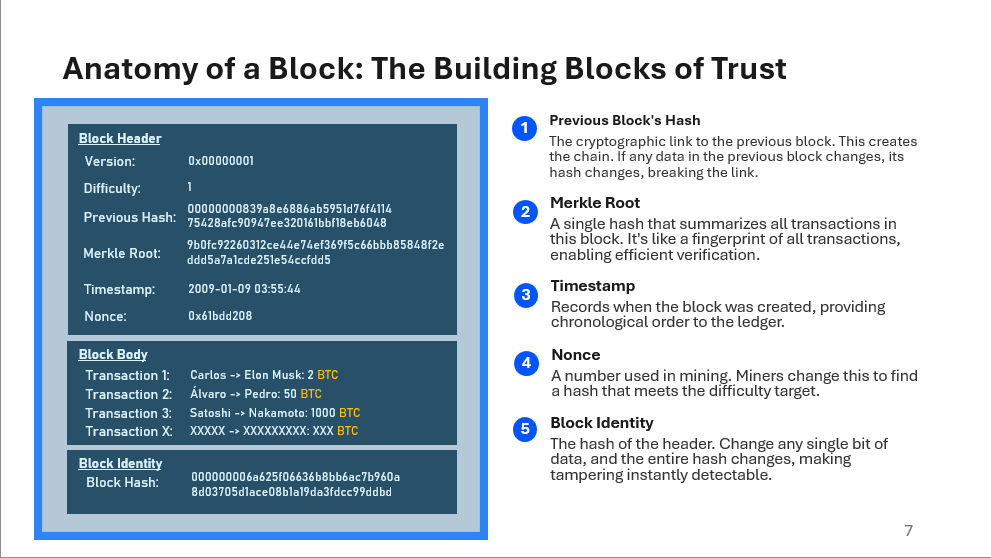 Anatomy of a Block: The Building Blocks of Trust
Block Header
Version: 0x00000001
Difficulty: 1
Previous Hash: 00000000839a8e6886ab5951d76f4114
75428afc90947ee320161bbf18eb6048
Merkle Root: 9b0fc92260312ce44e74ef369f5c66bbb85848f2e
ddd5a7a1cde251e54ccfdd5
Timestamp: 2009-01-09 03:55:44
Nonce: 0x61bdd208
Block Body
Transaction 1: Carlos -> Elon Musk: 2 BTC
Transaction 2: Álvaro -> Pedro: 50 BTC
Transaction 3: Satoshi -> Nakamoto: 1000 BTC
Transaction X: XXXXX -> XXXXXXXXX: XXX BTC
Block Identity
Block Hash: 000000006a625f06636b8bb6ac7b960a
8d03705d1ace08b1a19da3fdcc99ddbd
1 Previous Block's Hash
The cryptographic link to the previous block. This creates
the chain. If any data in the previous block changes, its
hash changes, breaking the link.
2 Merkle Root
A single hash that summarizes all transactions in
this block. It's like a fingerprint of all transactions,
enabling efficient verification.
3 Timestamp
Records when the block was created, providing
chronological order to the ledger.
4 Nonce
A number used in mining. Miners change this to find
a hash that meets the difficulty target.
5 Block Identity
The hash of the header. Change any single bit of
data, and the entire hash changes, making
tampering instantly detectable.
7